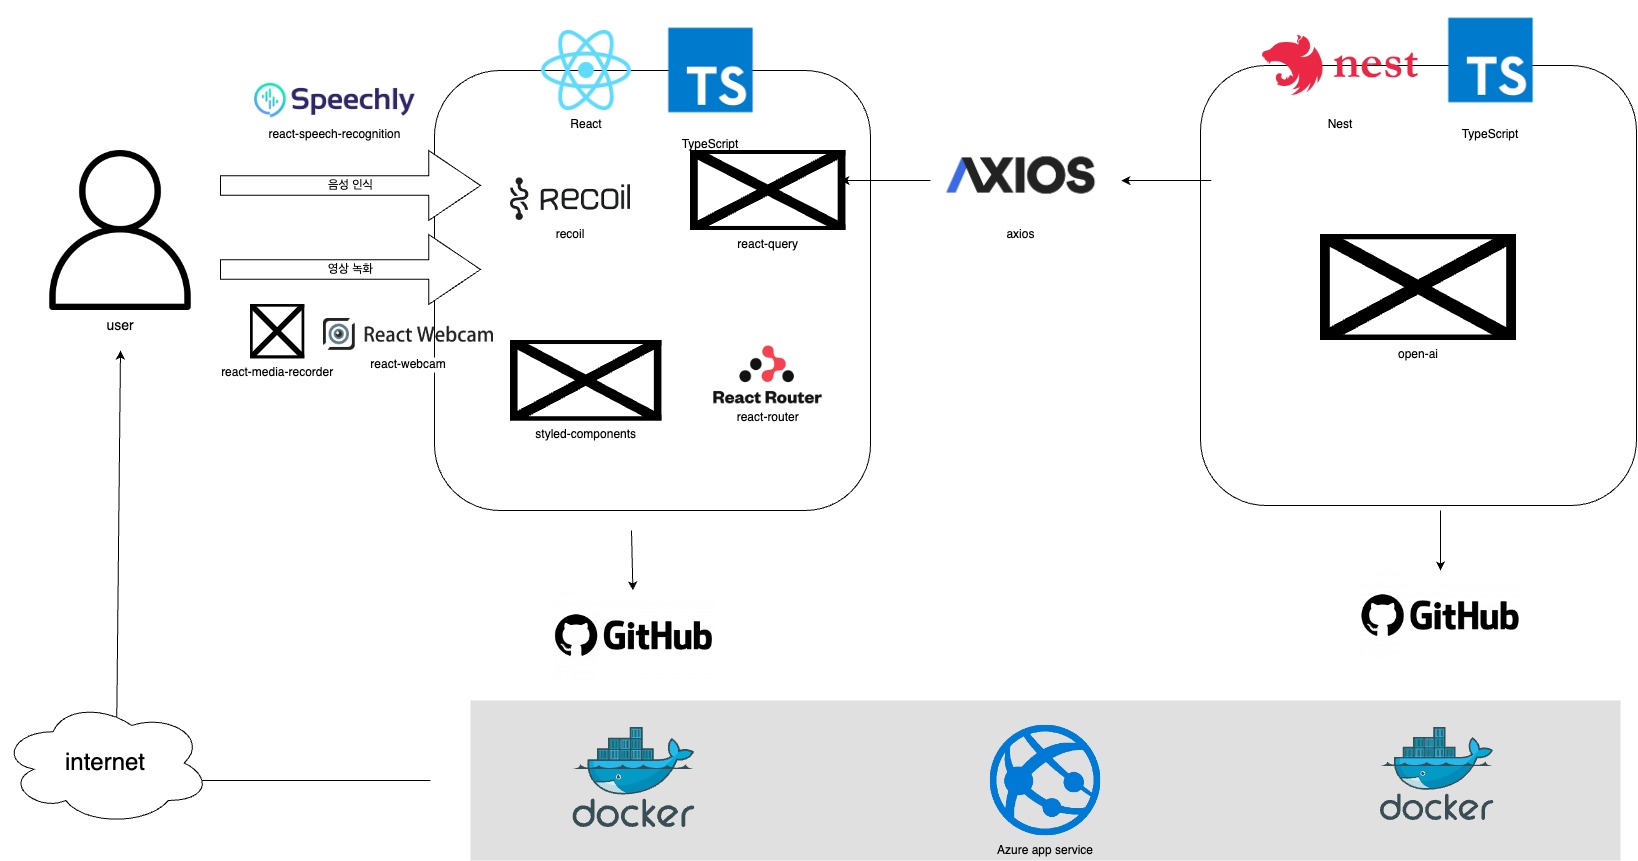 Speechly
react-speech-recognition
음성 인식
영상 녹화
user
react-media-recorder
React Webcam
react-webcam
React
TS
TypeScript
Recoil
recoil
react-query
styled-components
React Router
react-router
AXIOS
axios
nest
Nest
TS
TypeScript
open-ai
GitHub
GitHub
internet
docker
Azure app service
docker